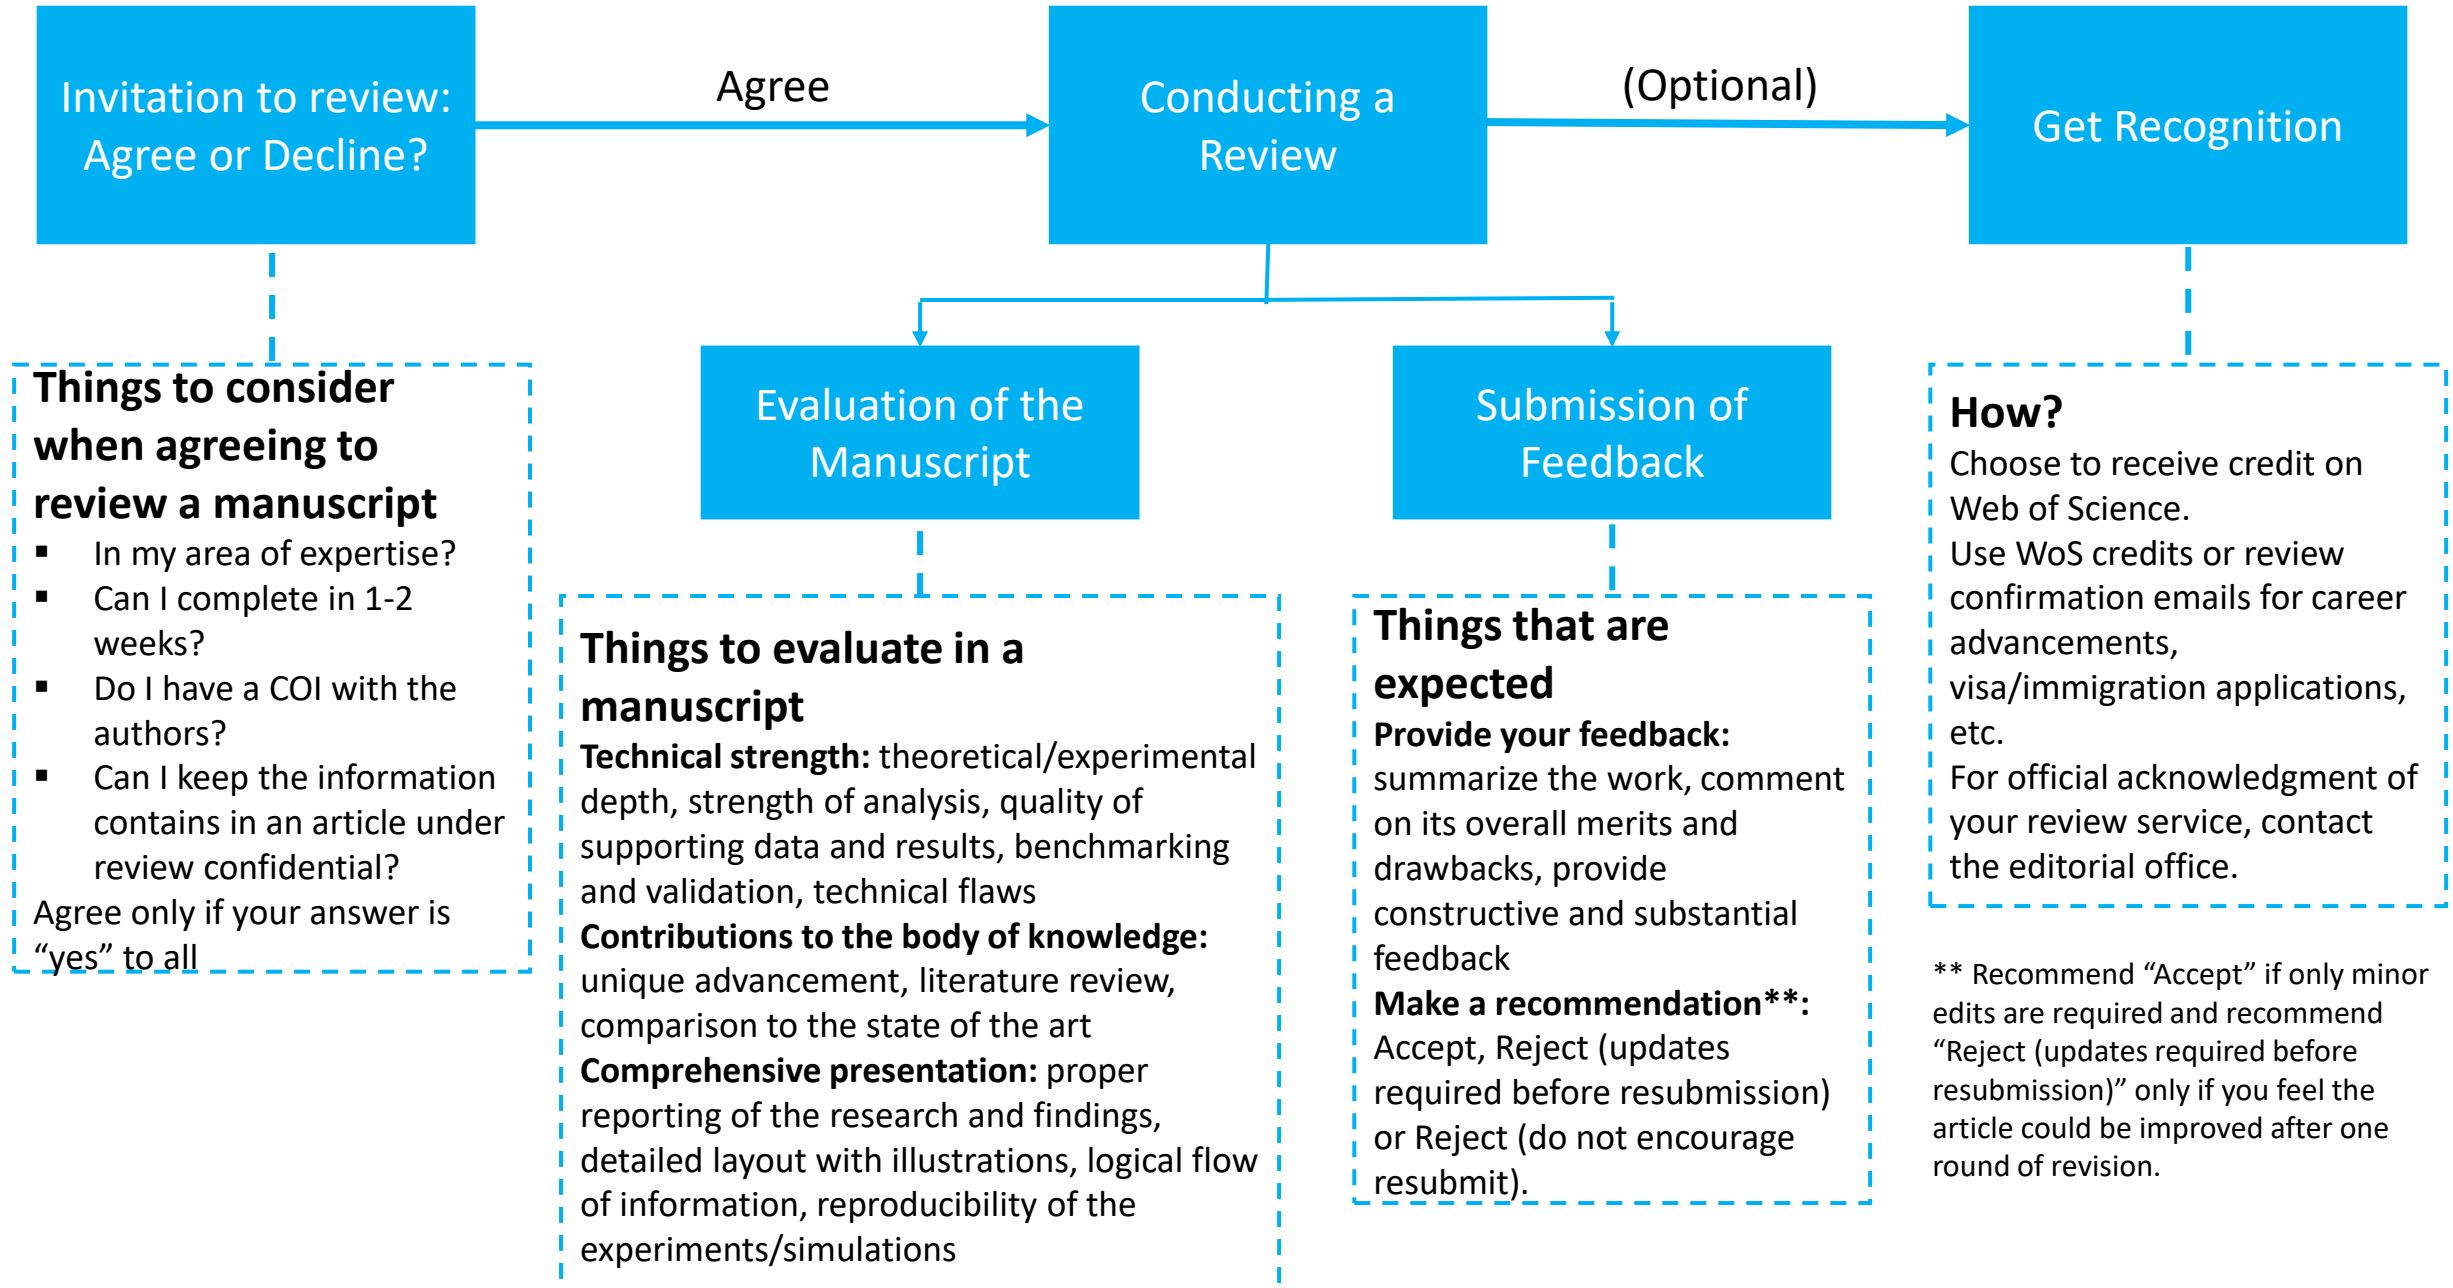 Invitation to review:
Agree or Decline?
Agree
Conducting a
Review
(Optional)
Get Recognition
Things to consider
when agreeing to
review a manuscript
▪ In my area of expertise?
▪ Can I complete in 1-2
weeks?
▪ Do I have a COI with the
authors?
▪ Can I keep the information
contains in an article under
review confidential?
Agree only if your answer is
“yes” to all
Evaluation of the
Manuscript
Things to evaluate in a
manuscript
Technical strength: theoretical/experimental
depth, strength of analysis, quality of
supporting data and results, benchmarking
and validation, technical flaws
Contributions to the body of knowledge:
unique advancement, literature review,
comparison to the state of the art
Comprehensive presentation: proper
reporting of the research and findings,
detailed layout with illustrations, logical flow
of information, reproducibility of the
experiments/simulations
Submission of
Feedback
Things that are
expected
Provide your feedback:
summarize the work, comment
on its overall merits and
drawbacks, provide
constructive and substantial
feedback
Make a recommendation**:
Accept, Reject (updates
required before resubmission)
or Reject (do not encourage
resubmit).
How?
Choose to receive credit on
Web of Science.
Use WoS credits or review
confirmation emails for career
advancements,
visa/immigration applications,
etc.
For official acknowledgment of
your review service, contact
the editorial office.
** Recommend “Accept” if only minor
edits are required and recommend
“Reject (updates required before
resubmission)” only if you feel the
article could be improved after one
round of revision.